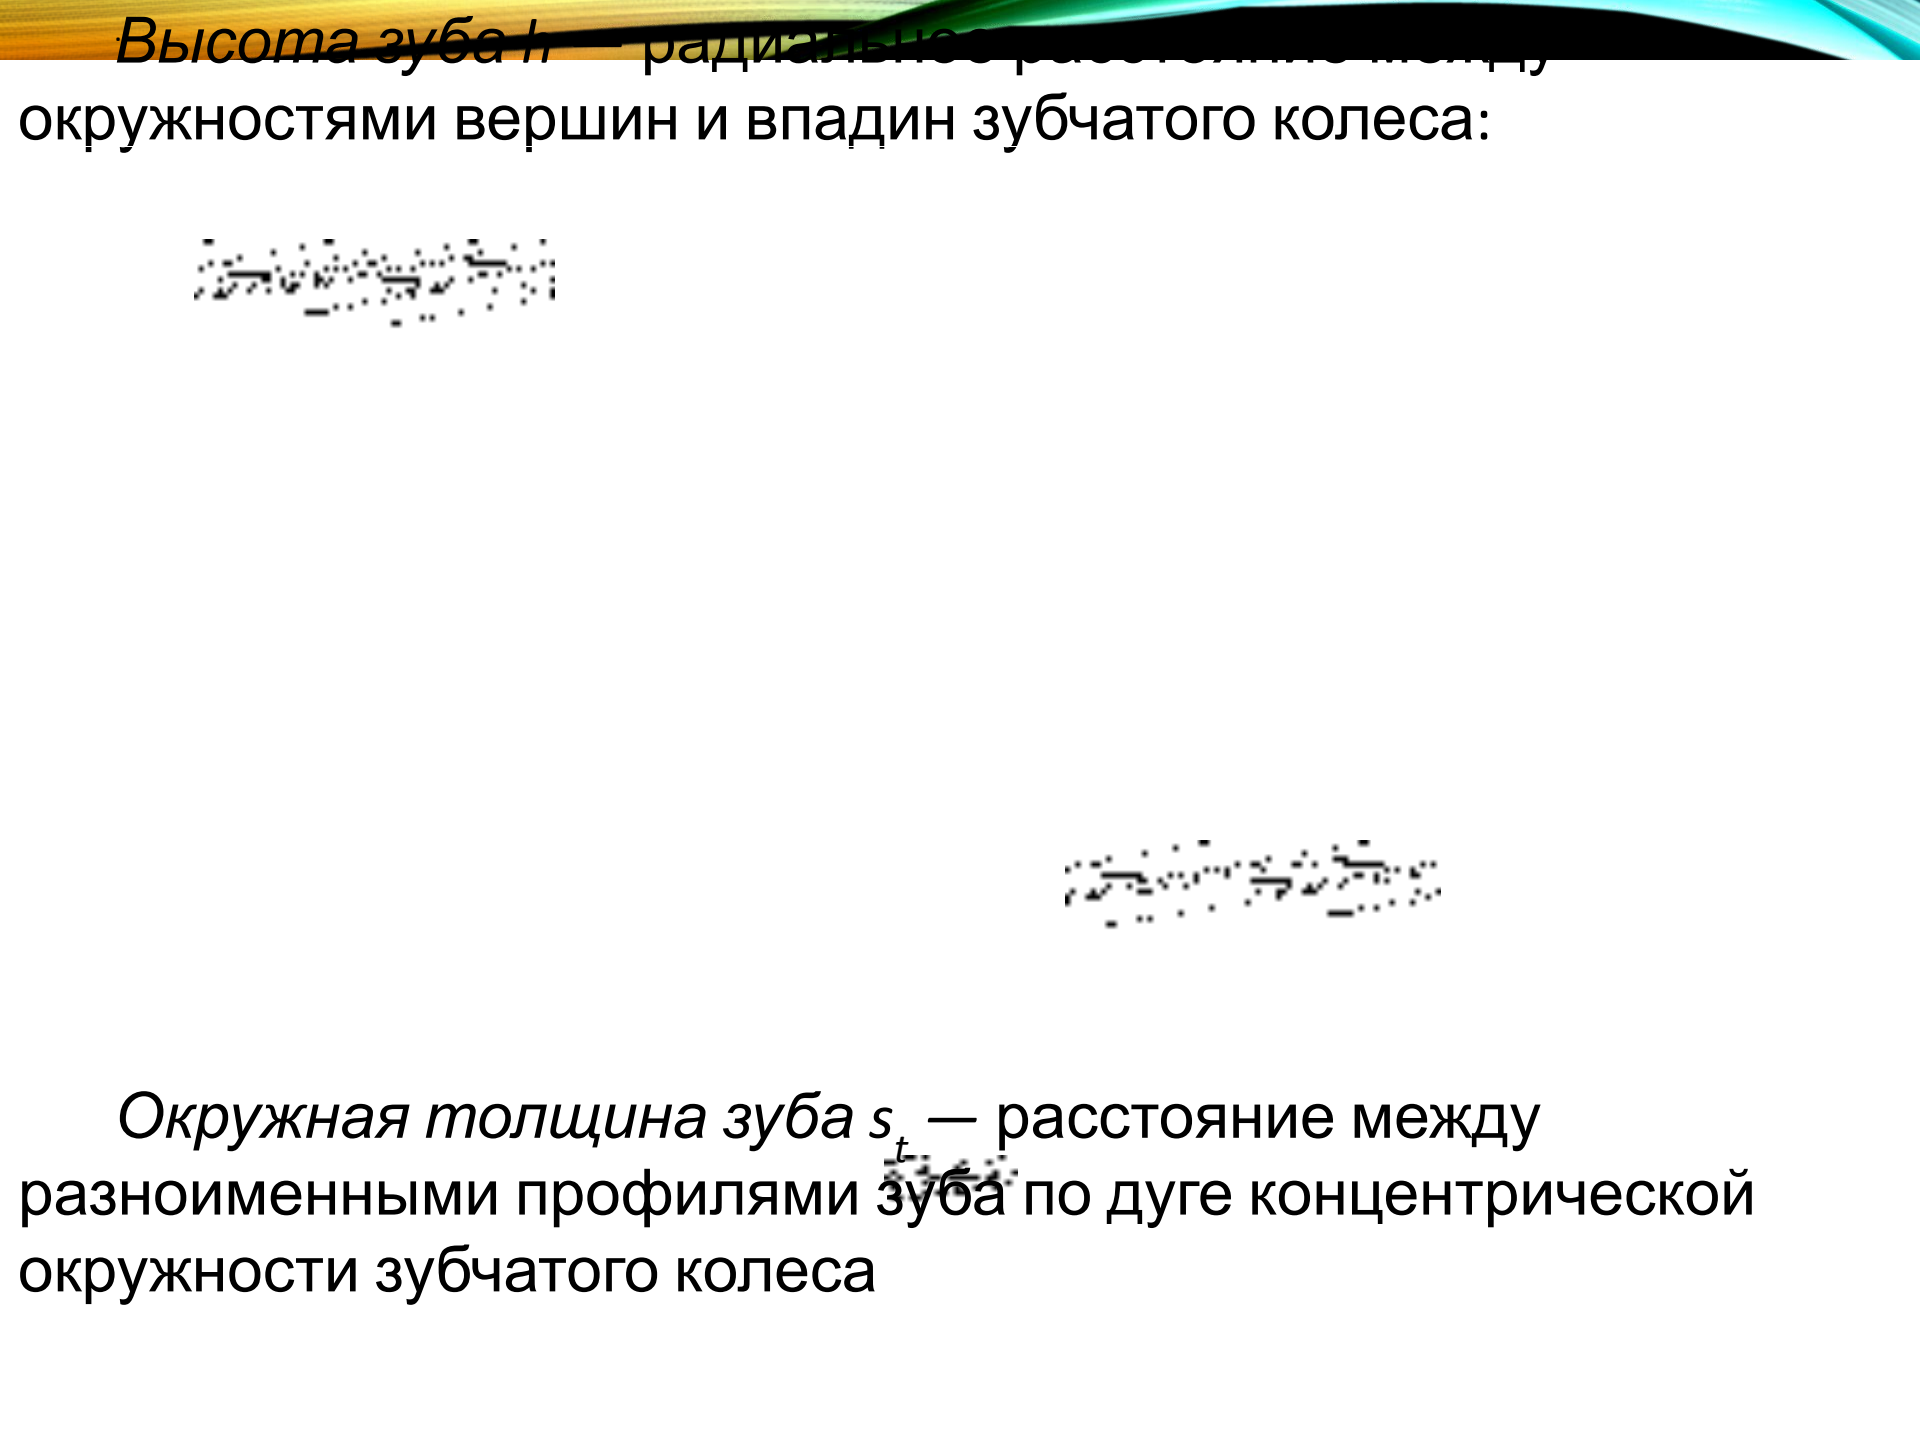 Высота зуба h — радиальное расстояние между
окружностями вершин и впадин зубчатого колеса:
Окружная толщина зуба st — расстояние между
разноименными профилями зуба по дуге концентрической
окружности зубчатого колеса